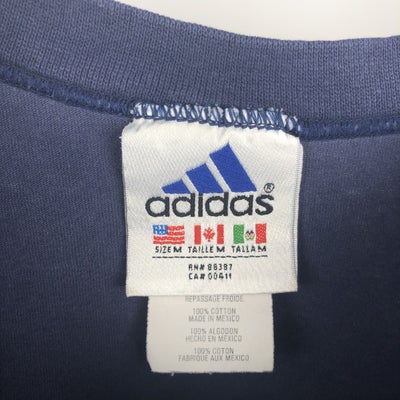 adidas ®
SIZE M TAILLE M TALLA M
RN# 88387
CA# 00411
REPASSAGE FROIDE
100% COTTON
MADE IN MEXICO
100% ALGODON
HECHO EN MEXICO
100% COTON
FABRIQUE AUX MEXICO